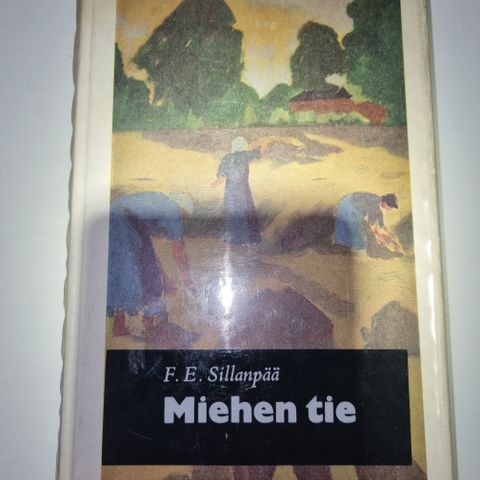 F. E. Sillanpää
Miehen tie